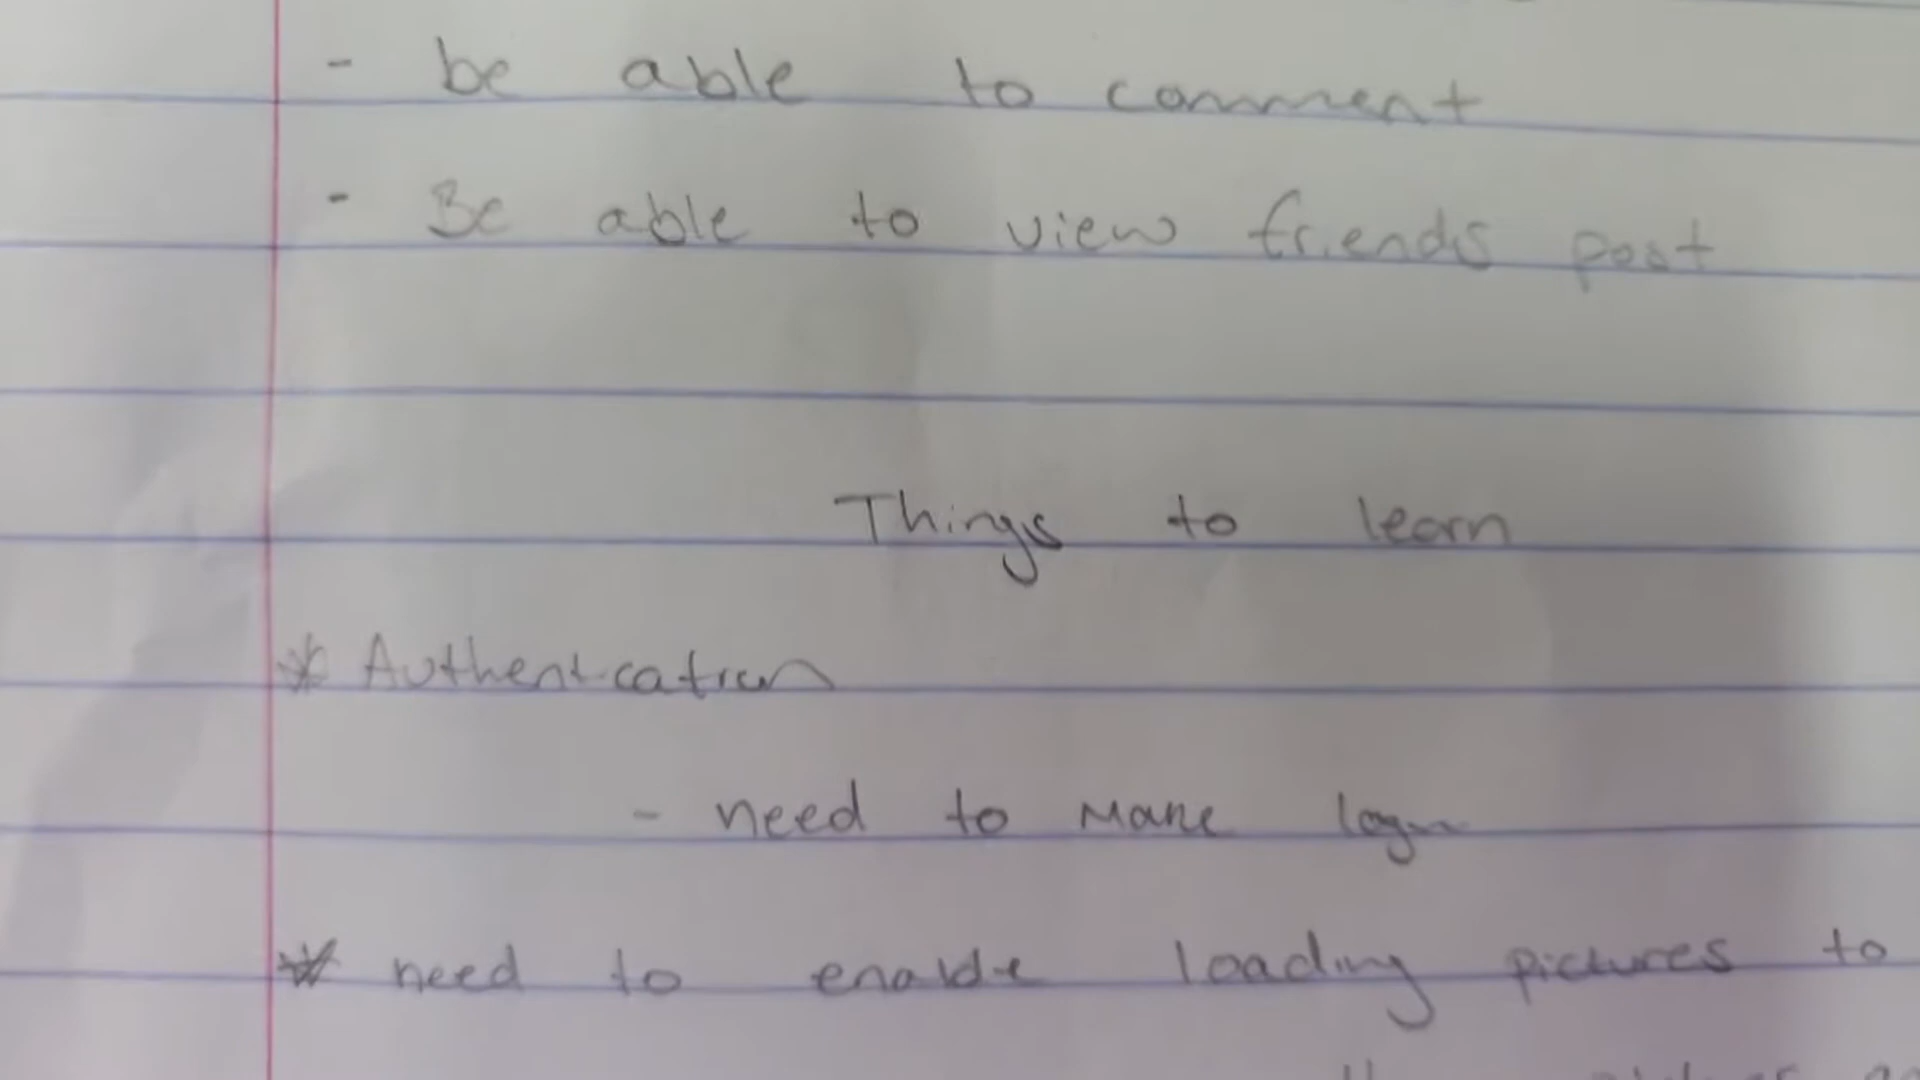 - be able to comment
- Be able to view friends post
Things to learn
* Authentication
- need to make login
* need to enable loading pictures to